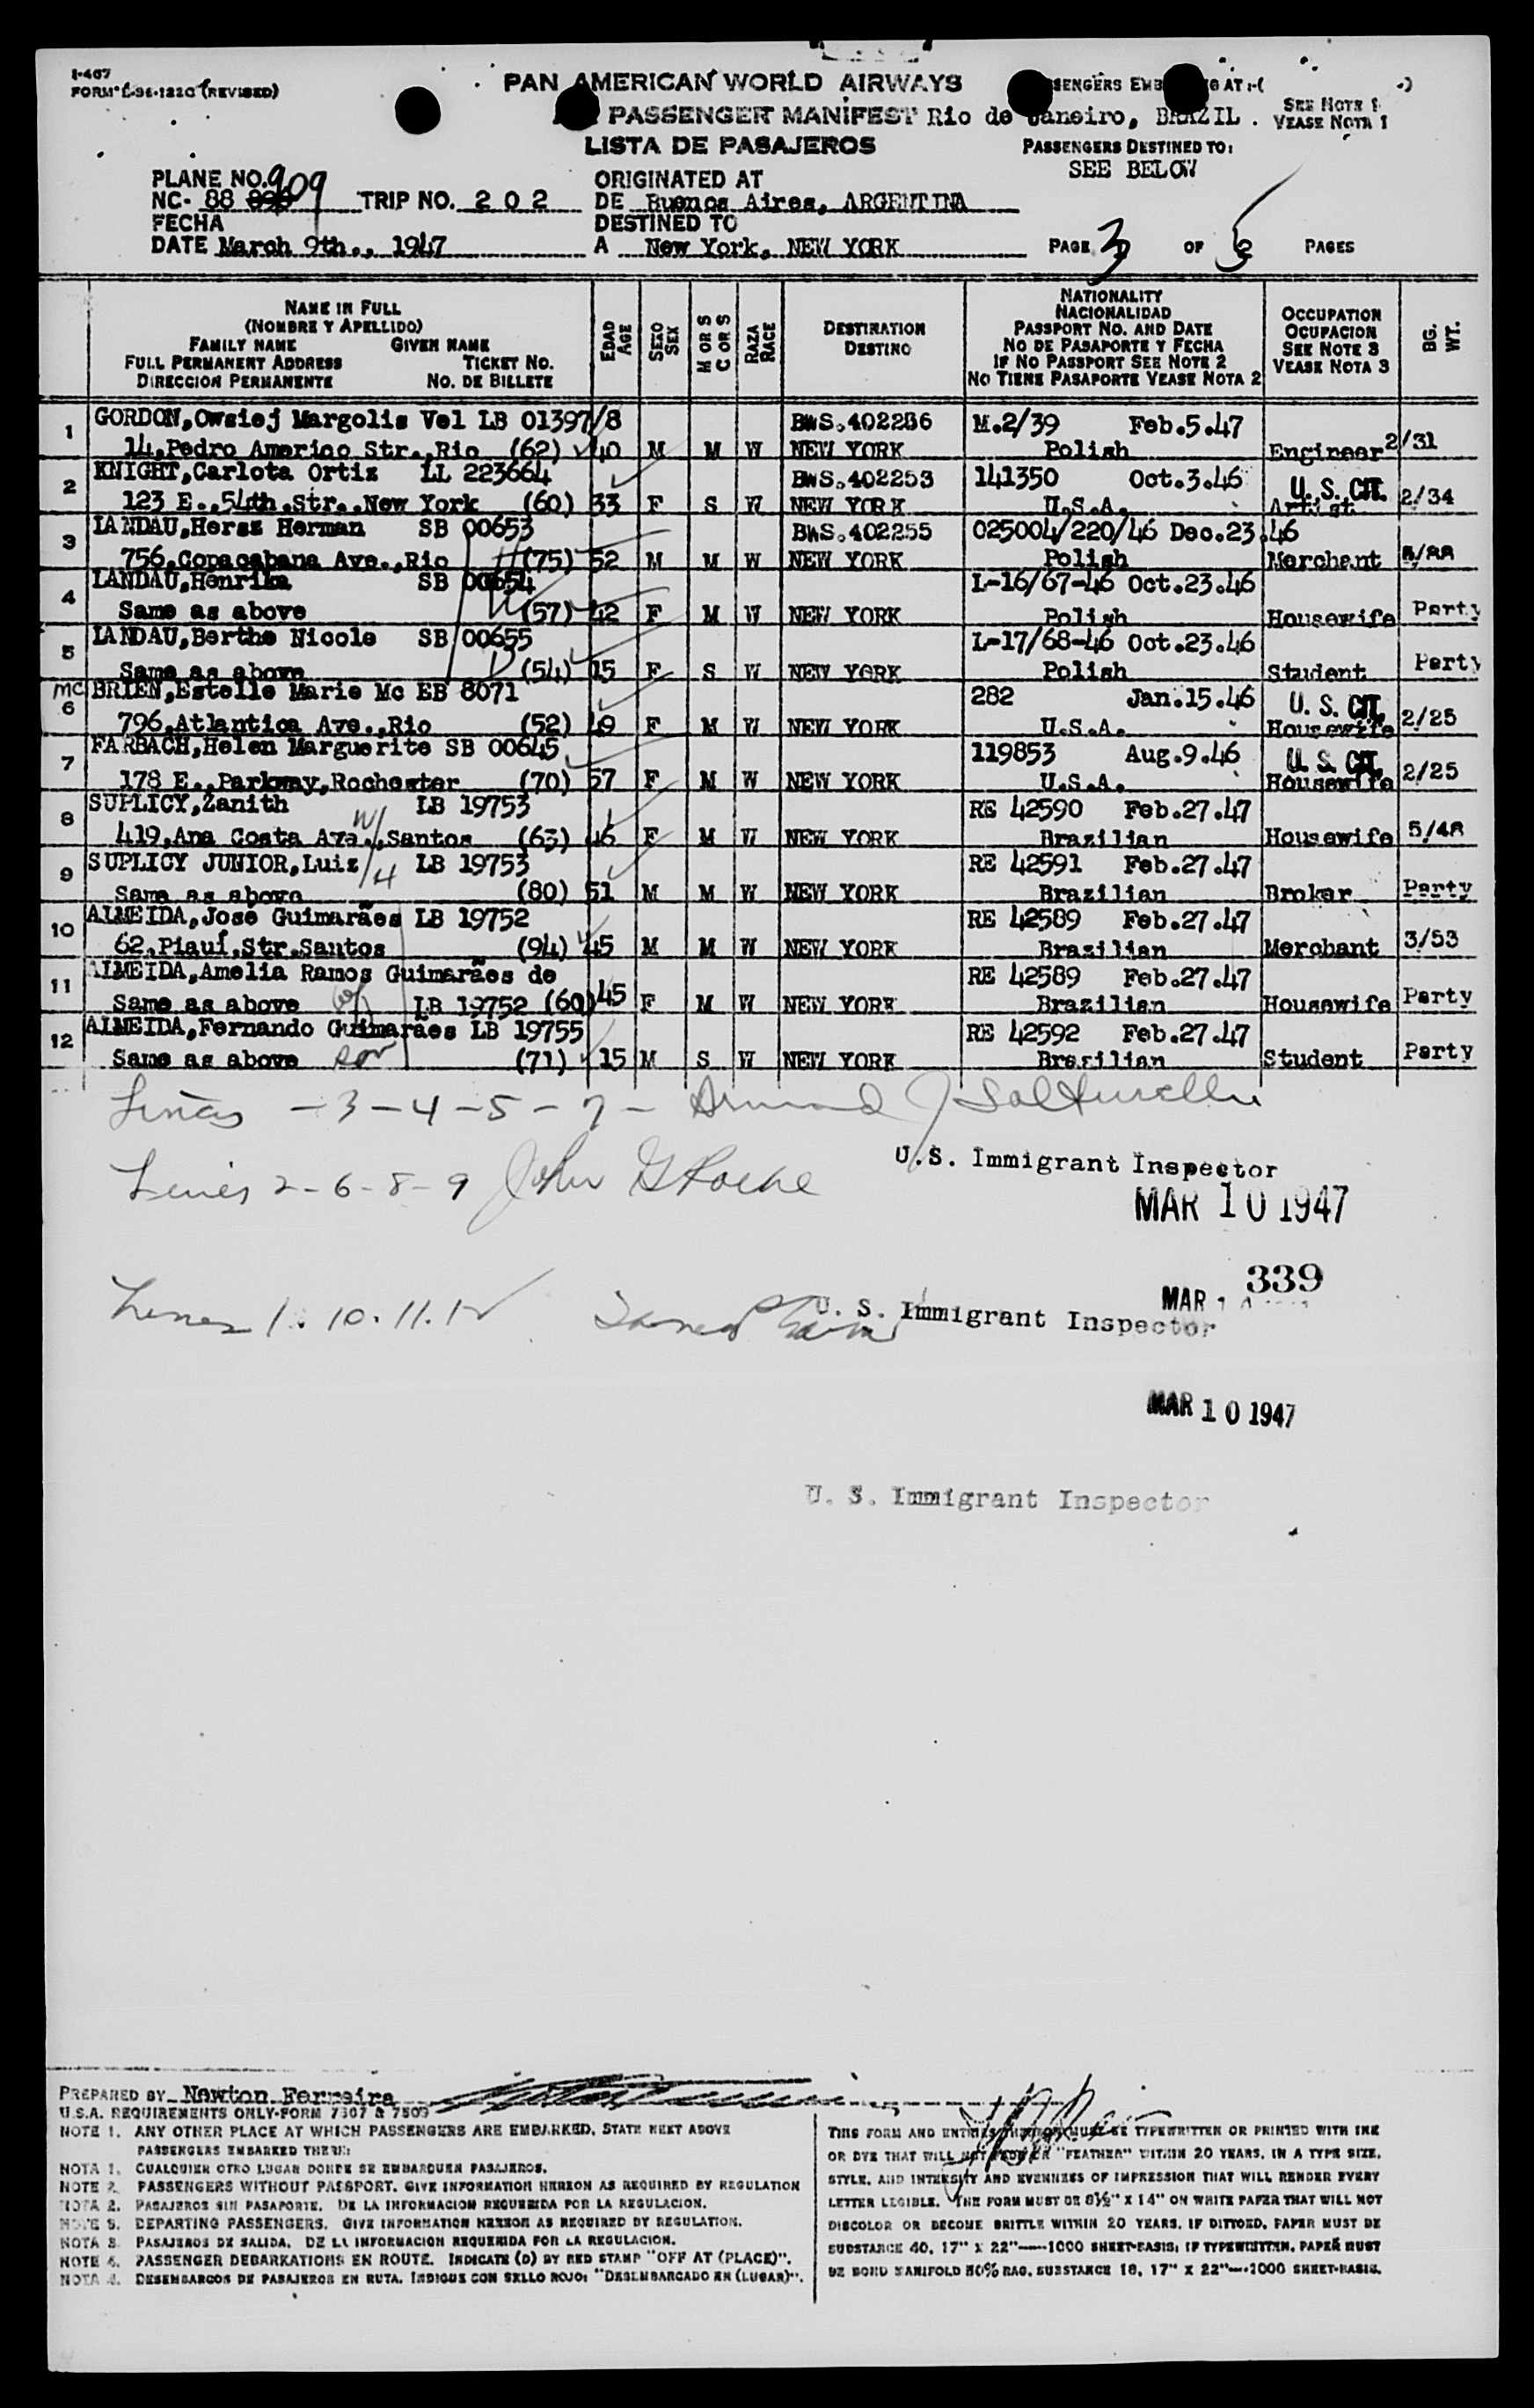 I-467
FORM (REVISED)
PAN AMERICAN WORLD AIRWAYS
PASSENGER MANIFEST
LISTA DE PASAJEROS
SENGERS EMB G AT:-(
Rio de Janeiro, BRAZIL.
SEE NOTE 1
VEASE NOTA 1
PASSENGERS DESTINED TO:
SEE BELOW
PLANE NO. 909
NC- 88 TRIP NO. 2 0 2
FECHA
DATE March 9th., 1947
ORIGINATED AT
DE Buenos Aires, ARGENTINA
DESTINED TO
A New York, NEW YORK
PAGE 3 OF 5 PAGES
NAME IN FULL
(NOMBRE Y APELLIDO)
FAMILY NAME GIVEN NAME
FULL PERMANENT ADDRESS TICKET NO.
DIRECCION PERMANENTE NO. DE BILLETE
EDAD AGE
SEXO SEX
M OR S C OR S
RAZA RACE
DESTINATION
DESTINO
NATIONALITY
NACIONALIDAD
PASSPORT NO. AND DATE
NO DE PASAPORTE Y FECHA
IF NO PASSPORT SEE NOTE 2
NO TIENE PASAPORTE VEASE NOTA 2
OCCUPATION
OCUPACION
SEE NOTE 3
VEASE NOTA 3
BG. WT.
1 GORDON,Owsiej Margolis Vel LB 01397/8 BWS.402286 M.2/39 Feb.5.47
14,Pedro Americo Str.,Rio (62) 40 M M W NEW YORK Polish Engineer 2/31
2 KNIGHT,Carlota Ortiz LL 223664 BWS.402253 141350 Oct.3.46 U.S. CIT.
123 E.,54th.Str.,New York (60) 33 F S W NEW YORK U.S.A. Artist 2/34
3 LANDAU,Hersz Herman SB 00653 BWS.402255 025004/220/46 Dec.23.46
756,Copacabana Ave.,Rio H (75) 52 M M W NEW YORK Polish Merchant 5/88
4 LANDAU,Henrika SB 00654 L-16/67-46 Oct.23.46
Same as above W (57) 42 F M W NEW YORK Polish Housewife Party
5 LANDAU,Berthe Nicole SB 00655 L-17/68-46 Oct.23.46
Same as above D (54) 15 F S W NEW YORK Polish Student Party
6 MC BRIEN,Estelle Marie Mc EB 8071 282 Jan.15.46 U. S. CIT.
796,Atlantica Ave.,Rio (52) 49 F M W NEW YORK U.S.A. Housewife 2/25
7 FARBACH,Helen Marguerite SB 00645 119853 Aug.9.46 U. S. CIT.
178 E.,Parkway,Rochester (70) 57 F M W NEW YORK U.S.A. Housewife 2/25
8 SUPLICY,Zanith LB 19753 RE 42590 Feb.27.47
419,Ana Costa Ave.,Santos W (63) 46 F M W NEW YORK Brazilian Housewife 5/48
9 SUPLICY JUNIOR,Luiz LB 19753 RE 42591 Feb.27.47
Same as above H (80) 51 M M W NEW YORK Brazilian Broker Party
10 ALMEIDA,José Guimarães LB 19752 RE 42589 Feb.27.47
62,Piauí,Str.Santos (94) 45 M M W NEW YORK Brazilian Merchant 3/53
11 ALMEIDA,Amelia Ramos Guimarães de RE 42589 Feb.27.47
Same as above LB 19752 (60) 45 F M W NEW YORK Brazilian Housewife Party
12 ALMEIDA,Fernando Guimarães LB 19755 RE 42592 Feb.27.47
Same as above son (71) 15 M S W NEW YORK Brazilian Student Party
- 3 - 4 - 5 - 7 -
U.S. Immigrant Inspector
Lines 2 - 6 - 8 - 9 John
MAR 10 1947
339
MAR 1
Lines 1. 10. 11. 12
U. S. Immigrant Inspector
MAR 10 1947
U. S. Immigrant Inspector
PREPARED BY Newton Ferreira
U.S.A. REQUIREMENTS ONLY-FORM 7507 & 7509
NOTE 1. ANY OTHER PLACE AT WHICH PASSENGERS ARE EMBARKED, STATE NEXT ABOVE
PASSENGERS EMBARKED THERE:
NOTA 1. CUALQUIER OTRO LUGAR DONDE SE EMBARQUEN PASAJEROS.
NOTE 2. PASSENGERS WITHOUT PASSPORT. GIVE INFORMATION HEREON AS REQUIRED BY REGULATION
NOTA 2. PASAJEROS SIN PASAPORTE. DE LA INFORMACION REQUERIDA POR LA REGULACION.
NOTE 3. DEPARTING PASSENGERS. GIVE INFORMATION HEREON AS REQUIRED BY REGULATION.
NOTA 3. PASAJEROS DE SALIDA. DE LA INFORMACION REQUERIDA FOR LA REGULACION.
NOTE 4. PASSENGER DEBARKATIONS EN ROUTE. INDICATE (D) BY RED STAMP "OFF AT (PLACE)".
NOTA 4. DESEMBARCOS DE PASAJEROS EN RUTA. INDIQUE CON SELLO ROJO: "DESEMBARCADO EN (LUGAR)".
THIS FORM AND ENTRIES THEREON MUST BE TYPEWRITTEN OR PRINTED WITH INK
OR DYE THAT WILL NOT FADE OR "FEATHER" WITHIN 20 YEARS, IN A TYPE SIZE,
STYLE, AND INTENSITY AND EVENNESS OF IMPRESSION THAT WILL RENDER EVERY
LETTER LEGIBLE. THE FORM MUST BE 8½" X 14" ON WHITE PAPER THAT WILL NOT
DISCOLOR OR BECOME BRITTLE WITHIN 20 YEARS. IF DITTOED, PAPER MUST BE
SUBSTANCE 40, 17" X 22"—1000 SHEET-BASIS; IF TYPEWRITTEN, PAPER MUST
BE BOND MANIFOLD 50% RAG, SUBSTANCE 18, 17" X 22"—1000 SHEET-BASIS.